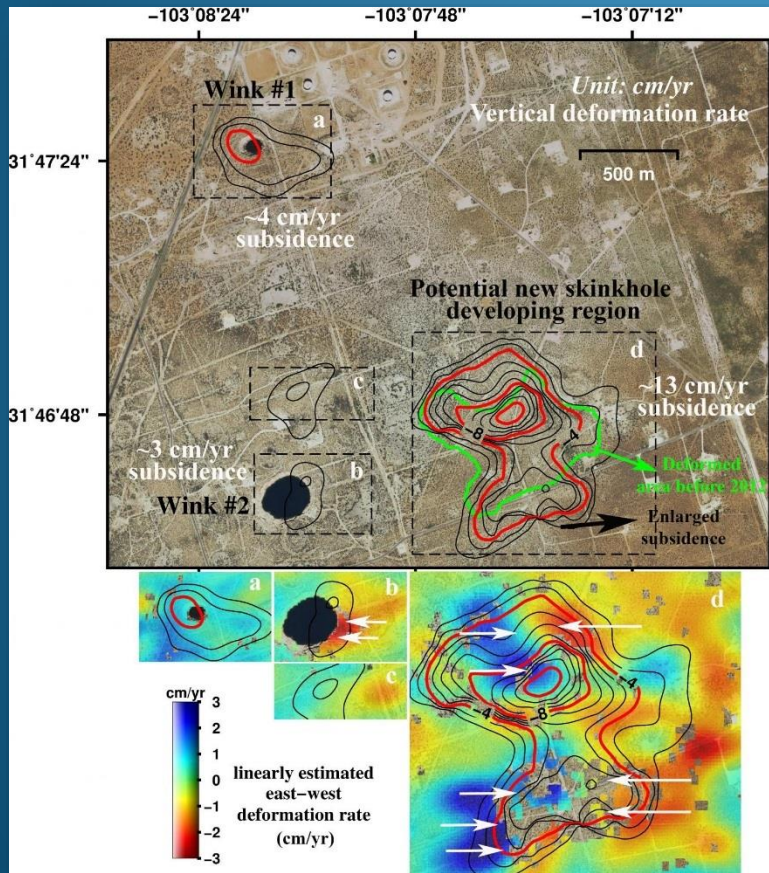 −103˚08'24" −103˚07'48" −103˚07'12"
Wink #1
a
Unit: cm/yr
Vertical deformation rate
31˚47'24"
500 m
~4 cm/yr
subsidence
Potential new skinkhole
developing region
d
c
~13 cm/yr
subsidence
31˚46'48"
−8
−4
~3 cm/yr
subsidence
b
Deformed
area before 2012
Wink #2
Enlarged
subsidence
a
b
d
c
−4
−4
−8
cm/yr
3
2
1
0
−1
−2
−3
linearly estimated
east−west
deformation rate
(cm/yr)